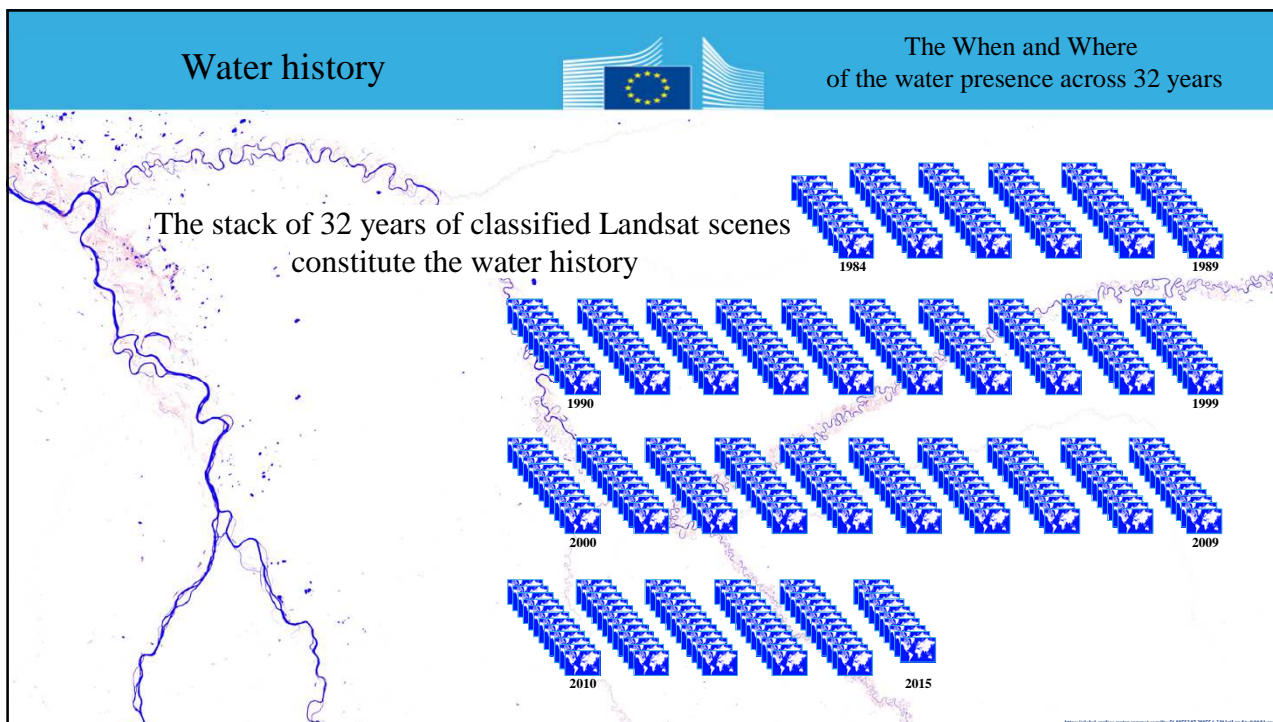 Water history
The When and Where
of the water presence across 32 years
The stack of 32 years of classified Landsat scenes
constitute the water history
1984
1989
1990
1999
2000
2009
2010
2015